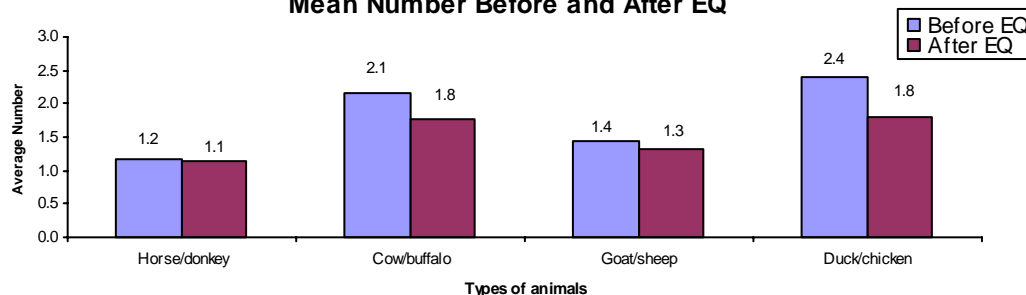 Mean Number Before and After EQ
Before EQ
After EQ
3.0
2.5
2.0
1.5
1.0
0.5
0.0
Average Number
1.2
1.1
2.1
1.8
1.4
1.3
2.4
1.8
Horse/donkey
Cow/buffalo
Goat/sheep
Duck/chicken
Types of animals